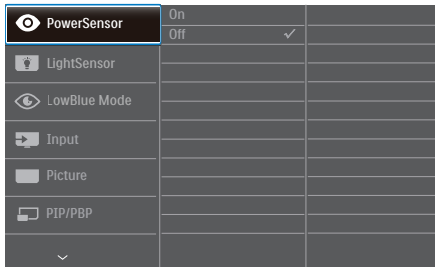 PowerSensor
On
Off
LightSensor
LowBlue Mode
Input
Picture
PIP/PBP